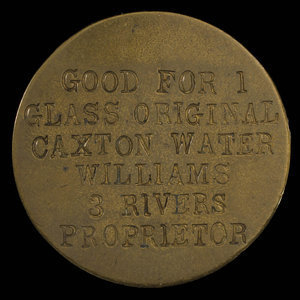 GOOD FOR 1
GLASS ORIGINAL
CAXTON WATER
WILLIAMS
3 RIVERS
PROPRIETOR